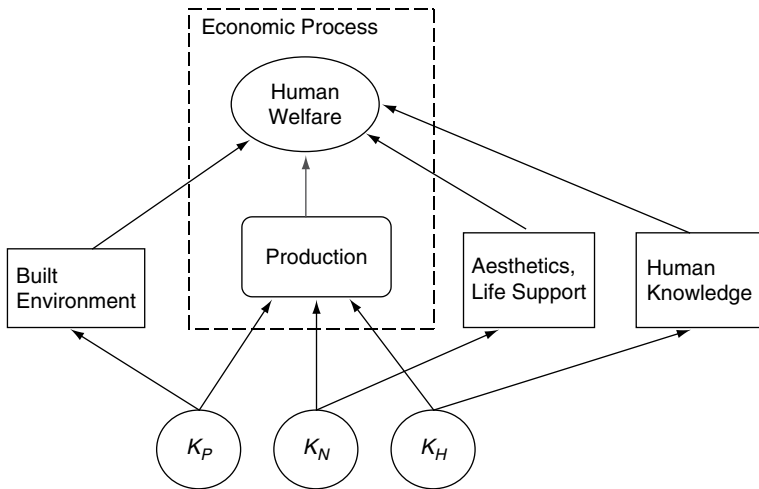 Economic Process
Human
Welfare
Production
Built
Environment
Aesthetics,
Life Support
Human
Knowledge
K_P
K_N
K_H